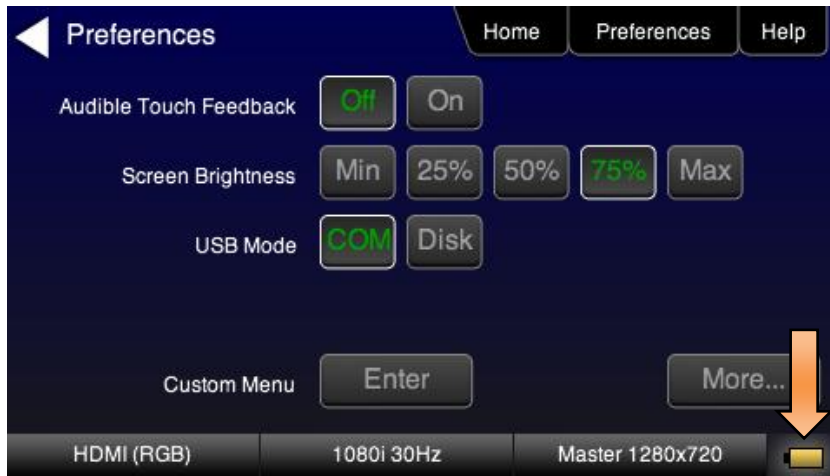 Preferences
Home Preferences Help
Audible Touch Feedback Off On
Screen Brightness Min 25% 50% 75% Max
USB Mode COM Disk
Custom Menu Enter More...
HDMI (RGB) 1080i 30Hz Master 1280x720